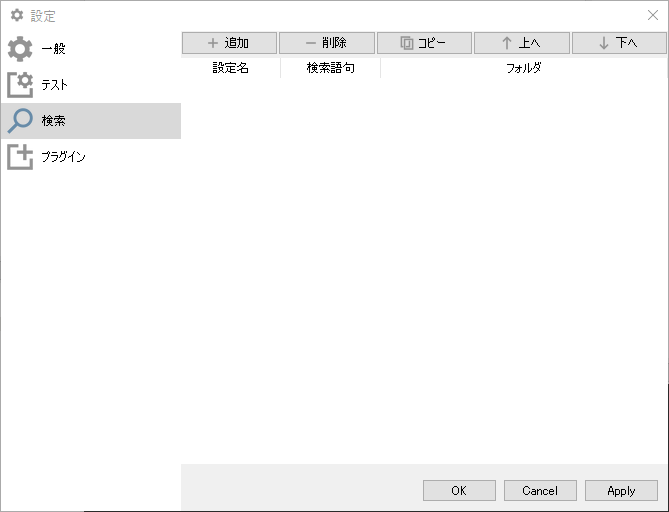 設定
一般
テスト
検索
プラグイン
追加 削除 コピー 上へ 下へ
設定名 検索語句 フォルダ
OK Cancel Apply